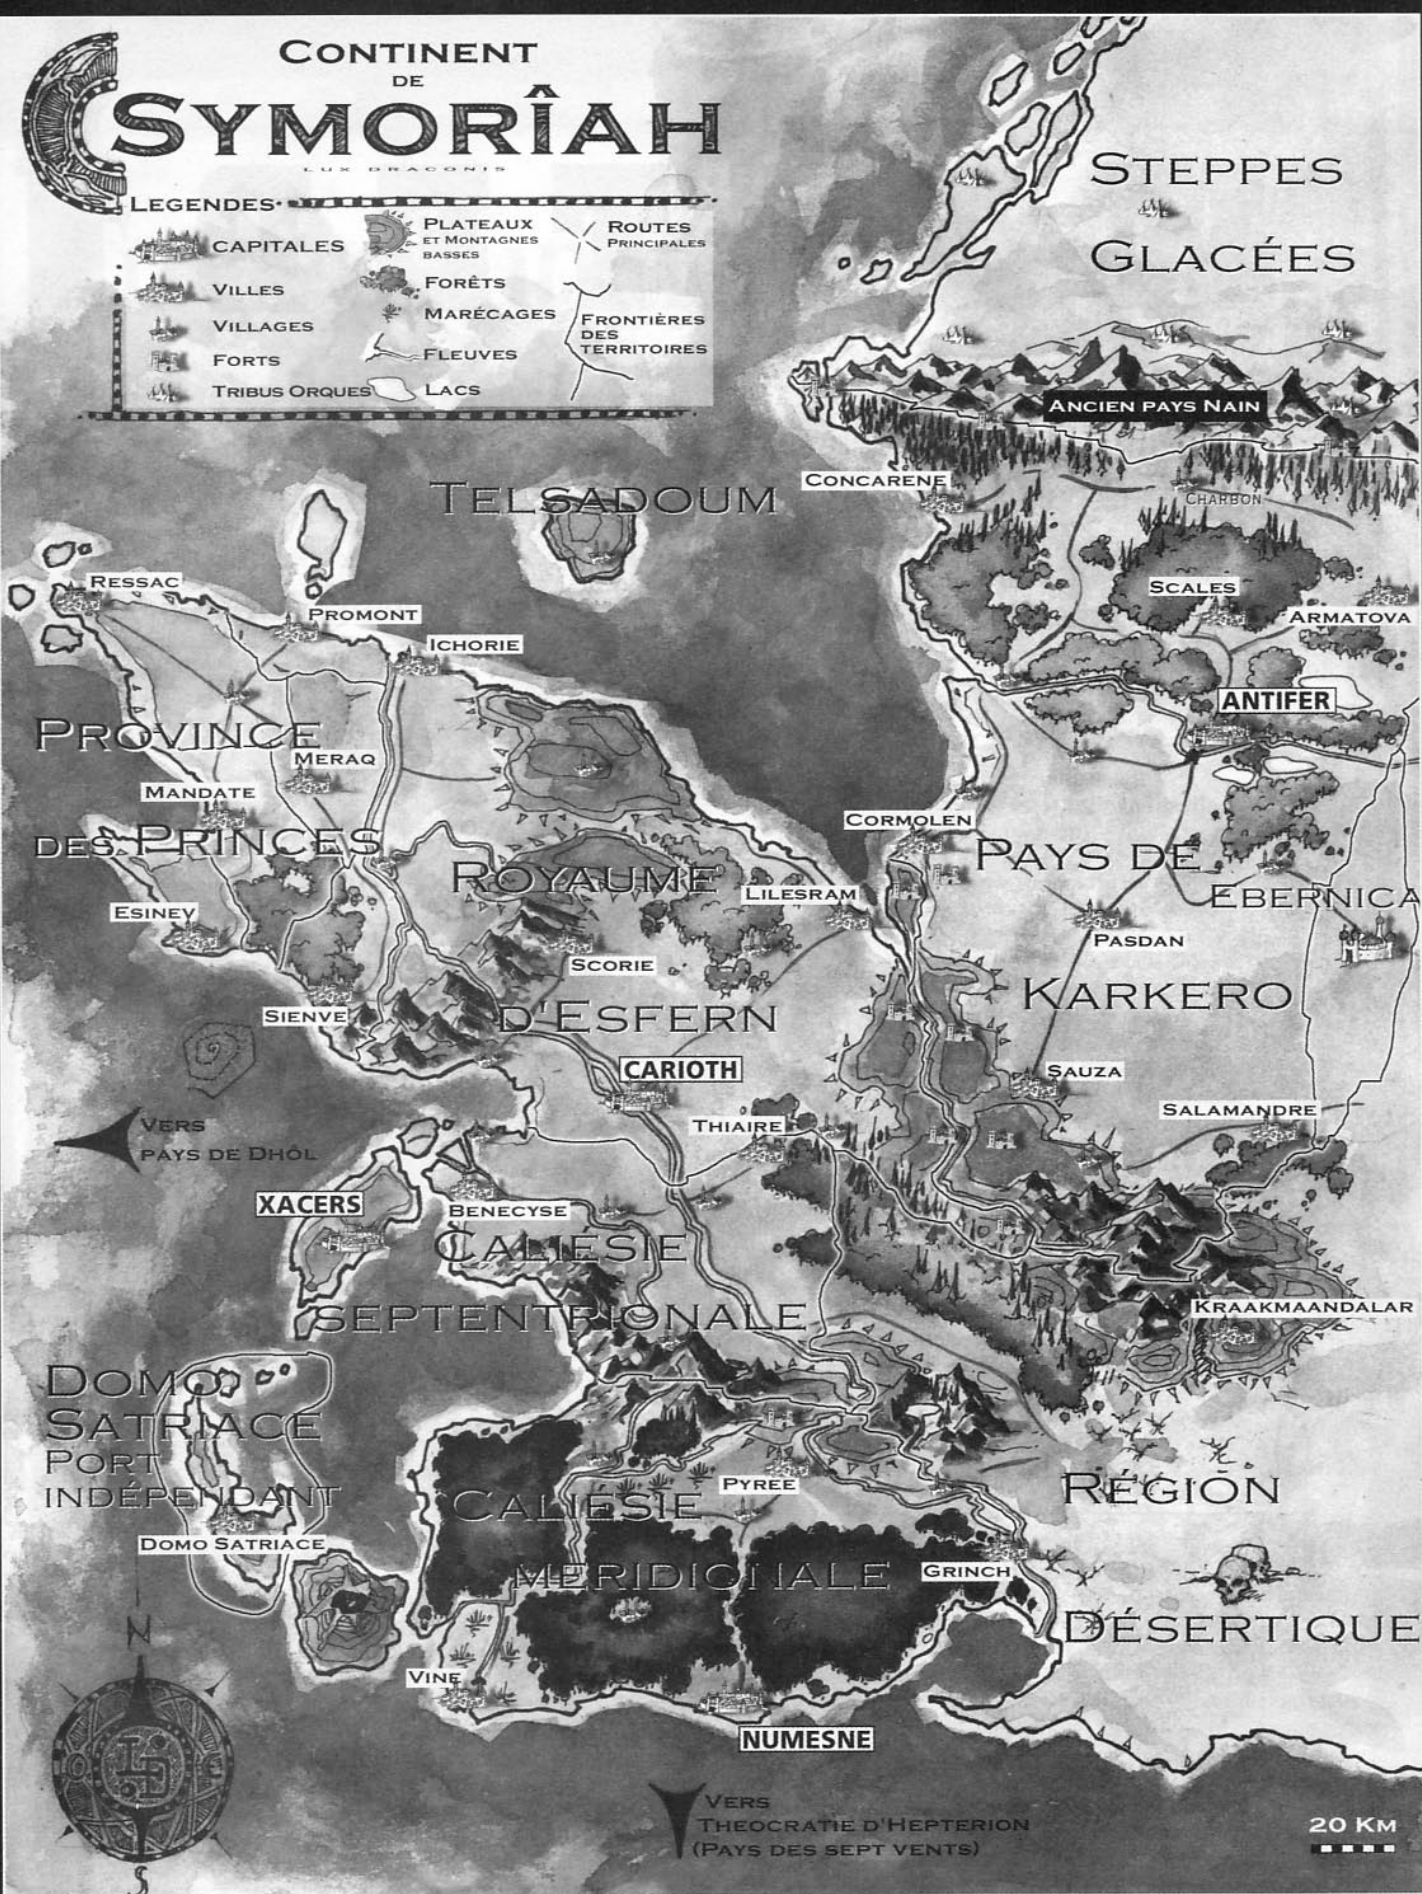 CONTINENT
DE
SYMORÎAH
LUX DRACONIS
LEGENDES
CAPITALES
VILLES
VILLAGES
FORTS
TRIBUS ORQUES
PLATEAUX
ET MONTAGNES
BASSES
FORÊTS
MARÉCAGES
FLEUVES
LACS
ROUTES
PRINCIPALES
FRONTIÈRES
DES
TERRITOIRES
STEPPES
GLACÉES
ANCIEN PAYS NAIN
CONCARENE
CHARBON
TELSADOUM
RESSAC
PROMONT
ICHORIE
SCALES
ARMATOVA
ANTIFER
PROVINCE
DES PRINCES
MERAQ
MANDATE
ESINEV
SIENVE
ROYAUME
D'ESFERN
LILESRAM
SCORIE
CARIOTH
THIAIRE
CORMOLEN
PAYS DE
KARKERO
EBERNICA
PASDAN
SAUZA
SALAMANDRE
VERS
PAYS DE DHÔL
XACERS
BENECYSE
CALIÉSIE
SEPTENTRIONALE
KRAAKMAANDALAR
DOMO
SATRIACE
PORT
INDÉPENDANT
DOMO SATRIACE
CALIÉSIE
MERIDIONALE
PYREE
GRINCH
RÉGION
DÉSERTIQUE
VINE
NUMESNE
N
O
E
LD
S
VERS
THEOCRATIE D'HEPTERION
(PAYS DES SEPT VENTS)
20 KM